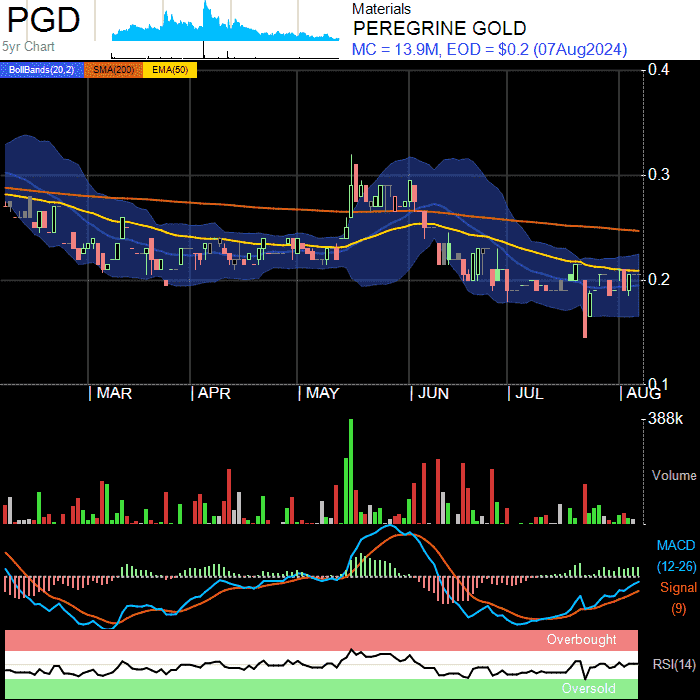 PGD
5yr Chart
Materials
PEREGRINE GOLD
MC = 13.9M, EOD = $0.2 (07Aug2024)
BollBands(20,2) SMA(200) EMA(50)
0.4
0.3
0.2
0.1
MAR APR MAY JUN JUL AUG
388k
Volume
MACD
(12-26)
Signal
(9)
Overbought
RSI(14)
Oversold